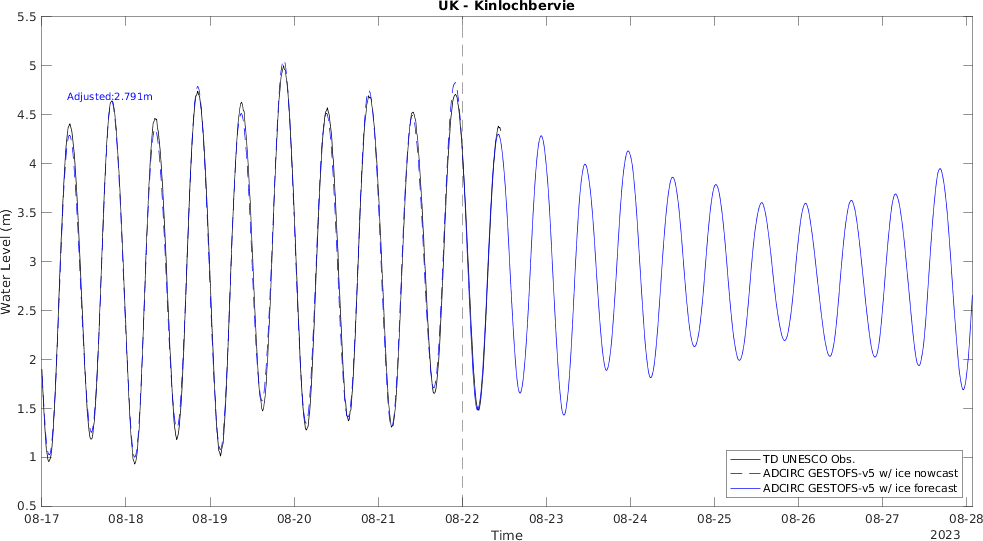 UK - Kinlochbervie
5.5
5
4.5
4
3.5
3
2.5
2
1.5
1
0.5
Water Level (m)
Adjusted:2.791m
TD UNESCO Obs.
ADCIRC GESTOFS-v5 w/ ice nowcast
ADCIRC GESTOFS-v5 w/ ice forecast
08-17 08-18 08-19 08-20 08-21 08-22 08-23 08-24 08-25 08-26 08-27 08-28
Time
2023